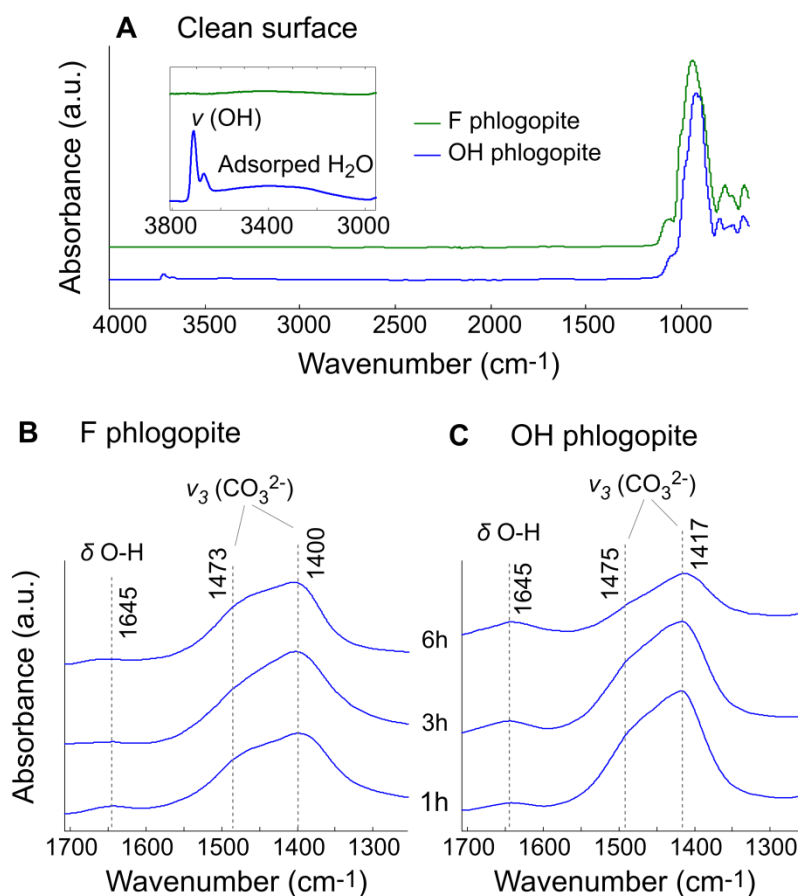 A Clean surface
Absorbance (a.u.)
ν (OH)
Adsorped H₂O
3800 3400 3000
F phlogopite
OH phlogopite
4000 3500 3000 2500 2000 1500 1000
Wavenumber (cm-1)
B F phlogopite
ν₃ (CO₃²⁻)
δ O-H
1645
1473
1400
Absorbance (a.u.)
1700 1600 1500 1400 1300
Wavenumber (cm-1)
C OH phlogopite
ν₃ (CO₃²⁻)
δ O-H
1645
1475
1417
6h
3h
1h
1700 1600 1500 1400 1300
Wavenumber (cm-1)